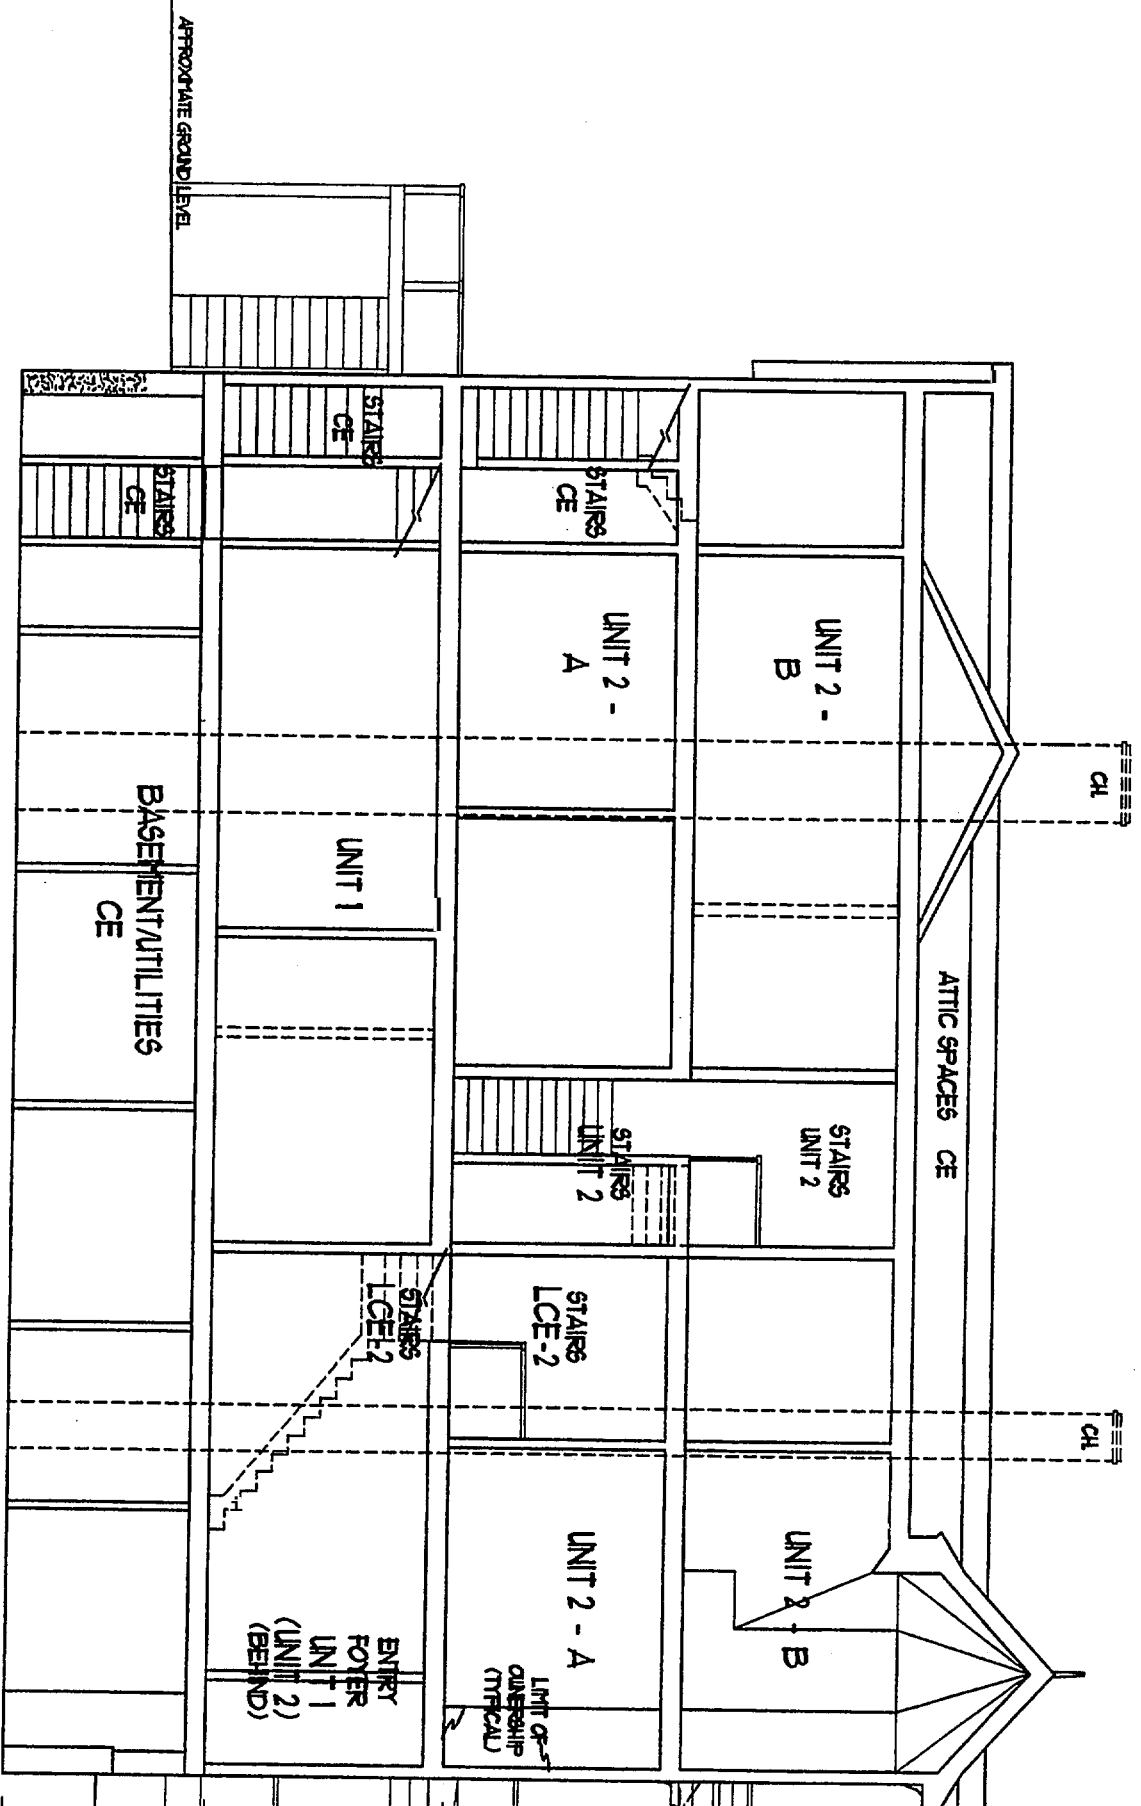 CH.
CH.
ATTIC SPACES CE
UNIT 2 -
B
STAIRS
UNIT 2
UNIT 2 - B
STAIRS
CE
UNIT 2 -
A
STAIRS
UNIT 2
STAIRS
LCE-2
UNIT 2 - A
LIMIT OF
OWNERSHIP
(TYPICAL)
STAIRS
CE
UNIT 1
STAIRS
LCE-2
ENTRY
FOYER
UNIT 1
(UNIT 2)
(BEHIND)
APPROXIMATE GROUND LEVEL
STAIRS
CE
BASEMENT/UTILITIES
CE